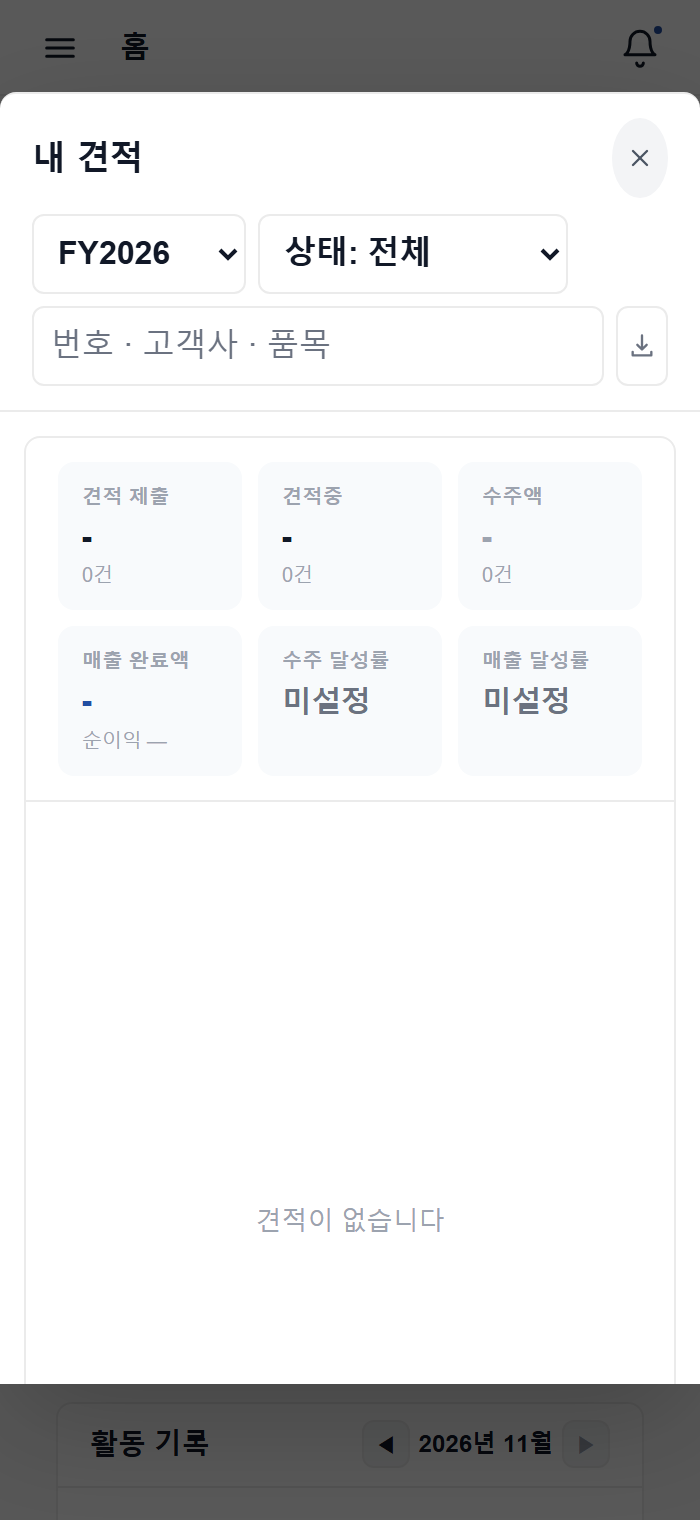 홈
내 견적
FY2026
상태: 전체
번호 · 고객사 · 품목
견적 제출 견적중 수주액
- - -
0건 0건 0건
매출 완료액 수주 달성률 매출 달성률
- 미설정 미설정
순이익 —
견적이 없습니다
활동 기록 ◀ 2026년 11월 ▶